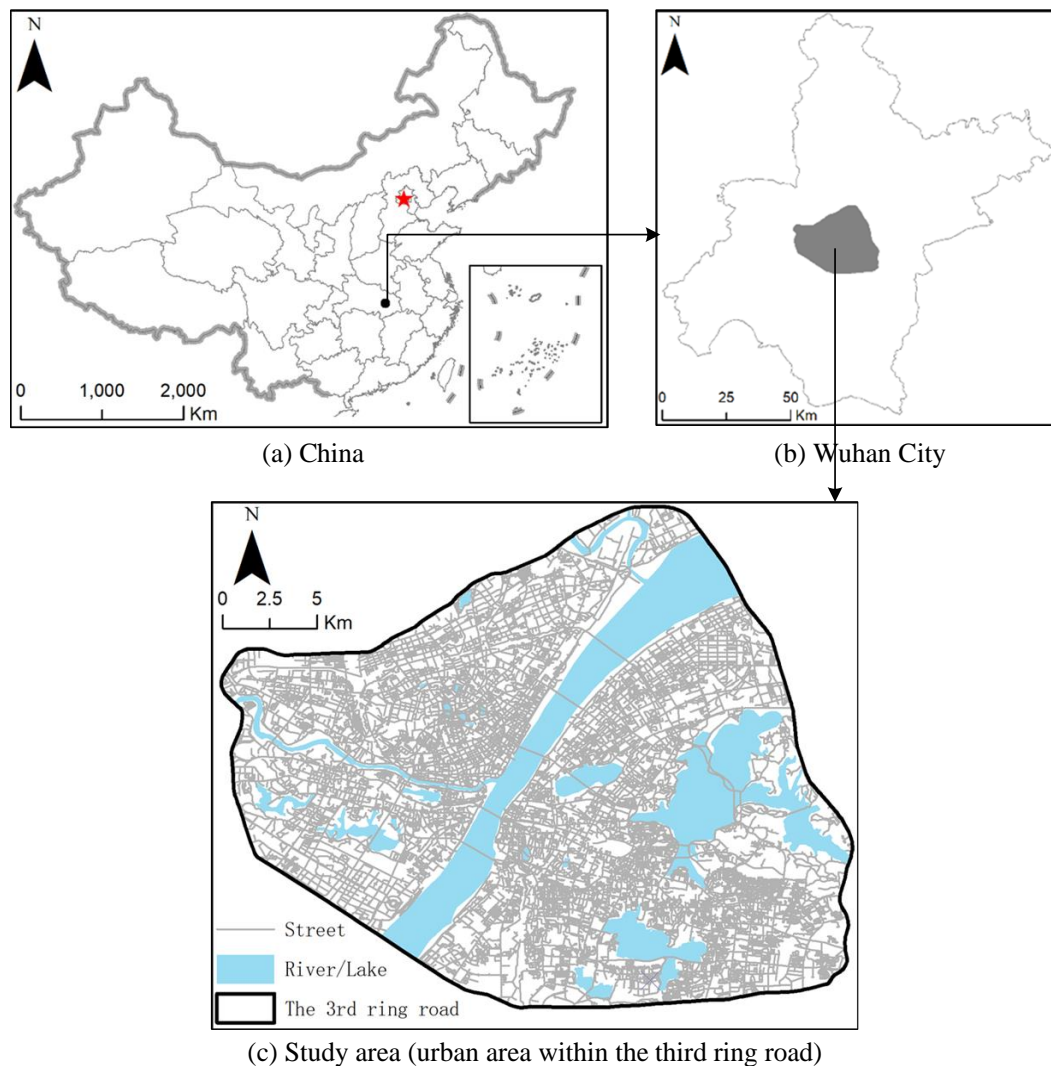 N
0 1,000 2,000
Km
(a) China
N
0 25 50
Km
(b) Wuhan City
N
0 2.5 5
Km
Street
River/Lake
The 3rd ring road
(c) Study area (urban area within the third ring road)